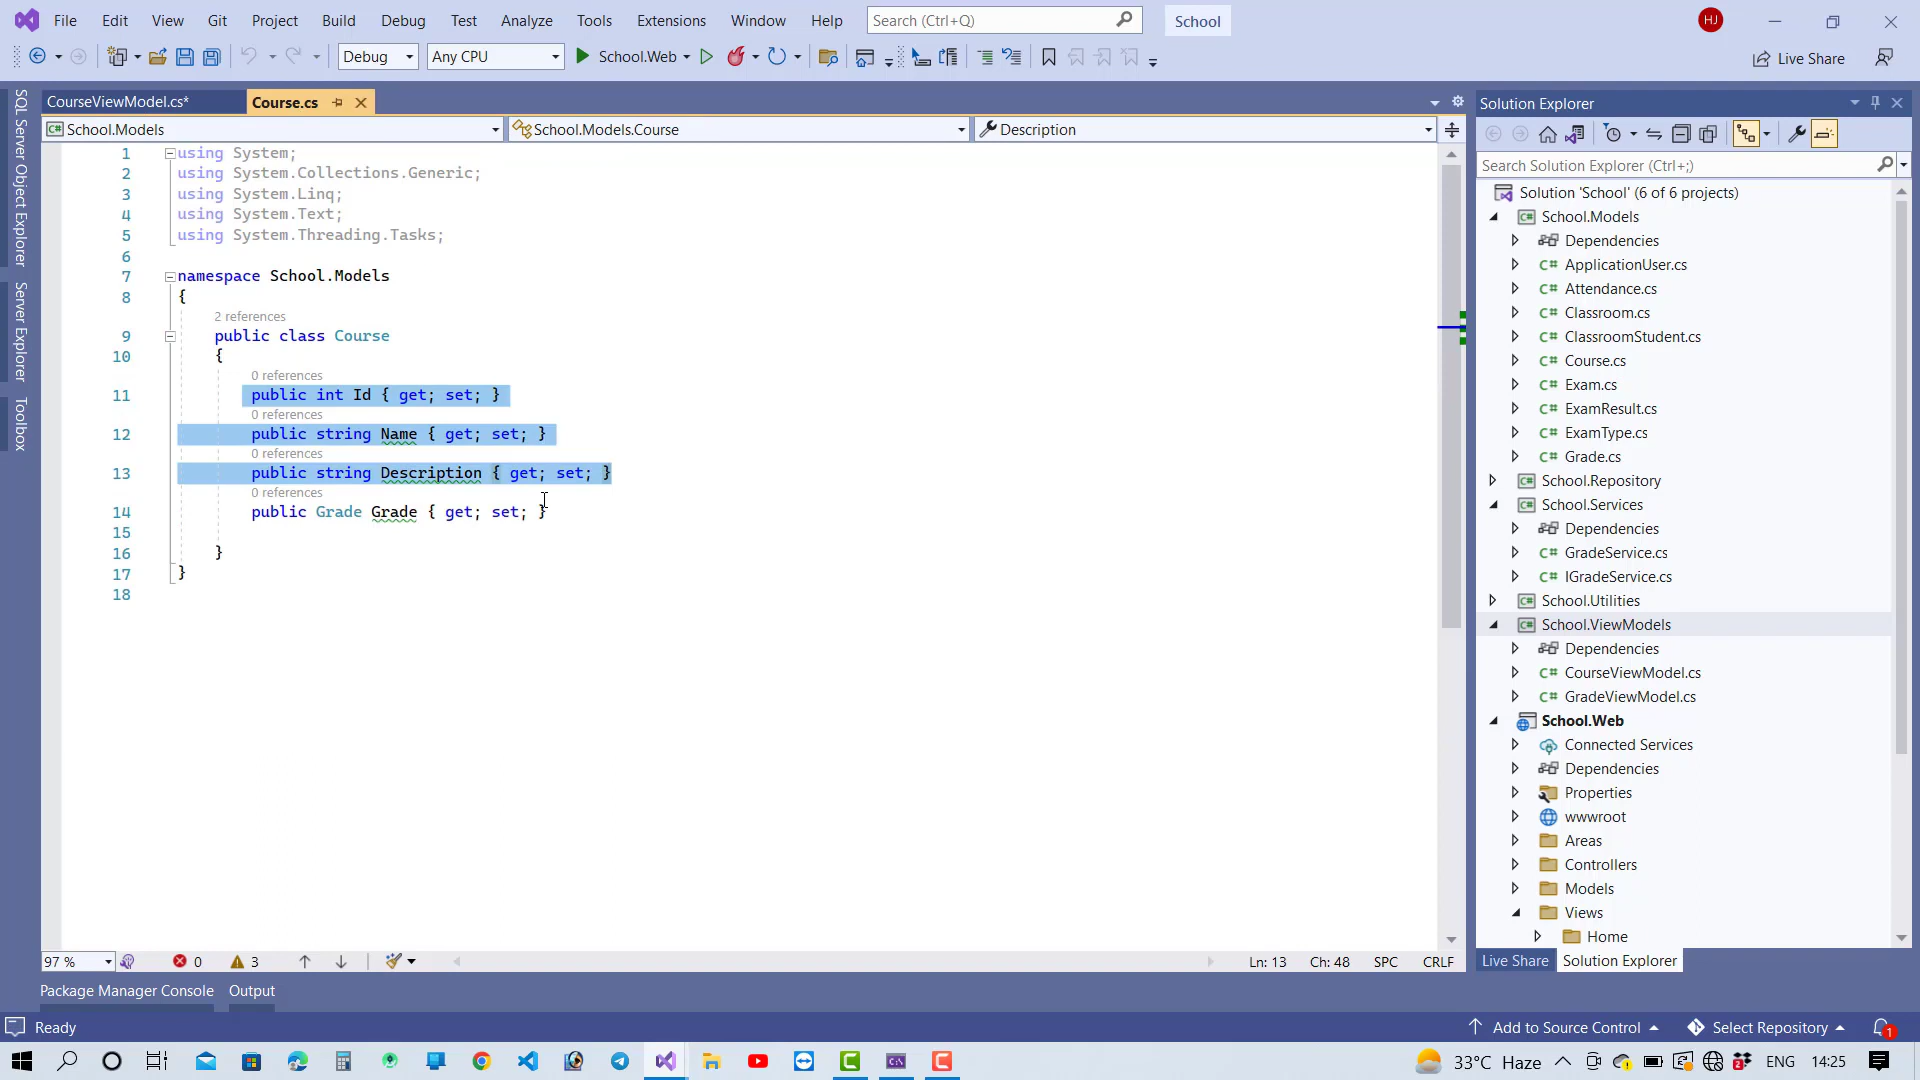 File Edit View Git Project Build Debug Test Analyze Tools Extensions Window Help Search (Ctrl+Q) School HJ
Debug Any CPU School.Web Live Share
CourseViewModel.cs* Course.cs
School.Models School.Models.Course Description
SQL Server Object Explorer
Server Explorer
Toolbox
1 using System;
2 using System.Collections.Generic;
3 using System.Linq;
4 using System.Text;
5 using System.Threading.Tasks;
6
7 namespace School.Models
8 {
2 references
9 public class Course
10 {
0 references
11 public int Id { get; set; }
0 references
12 public string Name { get; set; }
0 references
13 public string Description { get; set; }
0 references
14 public Grade Grade { get; set; }
15
16 }
17 }
18
97 % 0 3 Ln: 13 Ch: 48 SPC CRLF
Solution Explorer
Search Solution Explorer (Ctrl+;)
Solution 'School' (6 of 6 projects)
School.Models
Dependencies
C# ApplicationUser.cs
C# Attendance.cs
C# Classroom.cs
C# ClassroomStudent.cs
C# Course.cs
C# Exam.cs
C# ExamResult.cs
C# ExamType.cs
C# Grade.cs
School.Repository
School.Services
Dependencies
C# GradeService.cs
C# IGradeService.cs
School.Utilities
School.ViewModels
Dependencies
C# CourseViewModel.cs
C# GradeViewModel.cs
School.Web
Connected Services
Dependencies
Properties
wwwroot
Areas
Controllers
Models
Views
Home
Live Share Solution Explorer
Package Manager Console Output
Ready Add to Source Control Select Repository 1
33°C Haze ENG 14:25